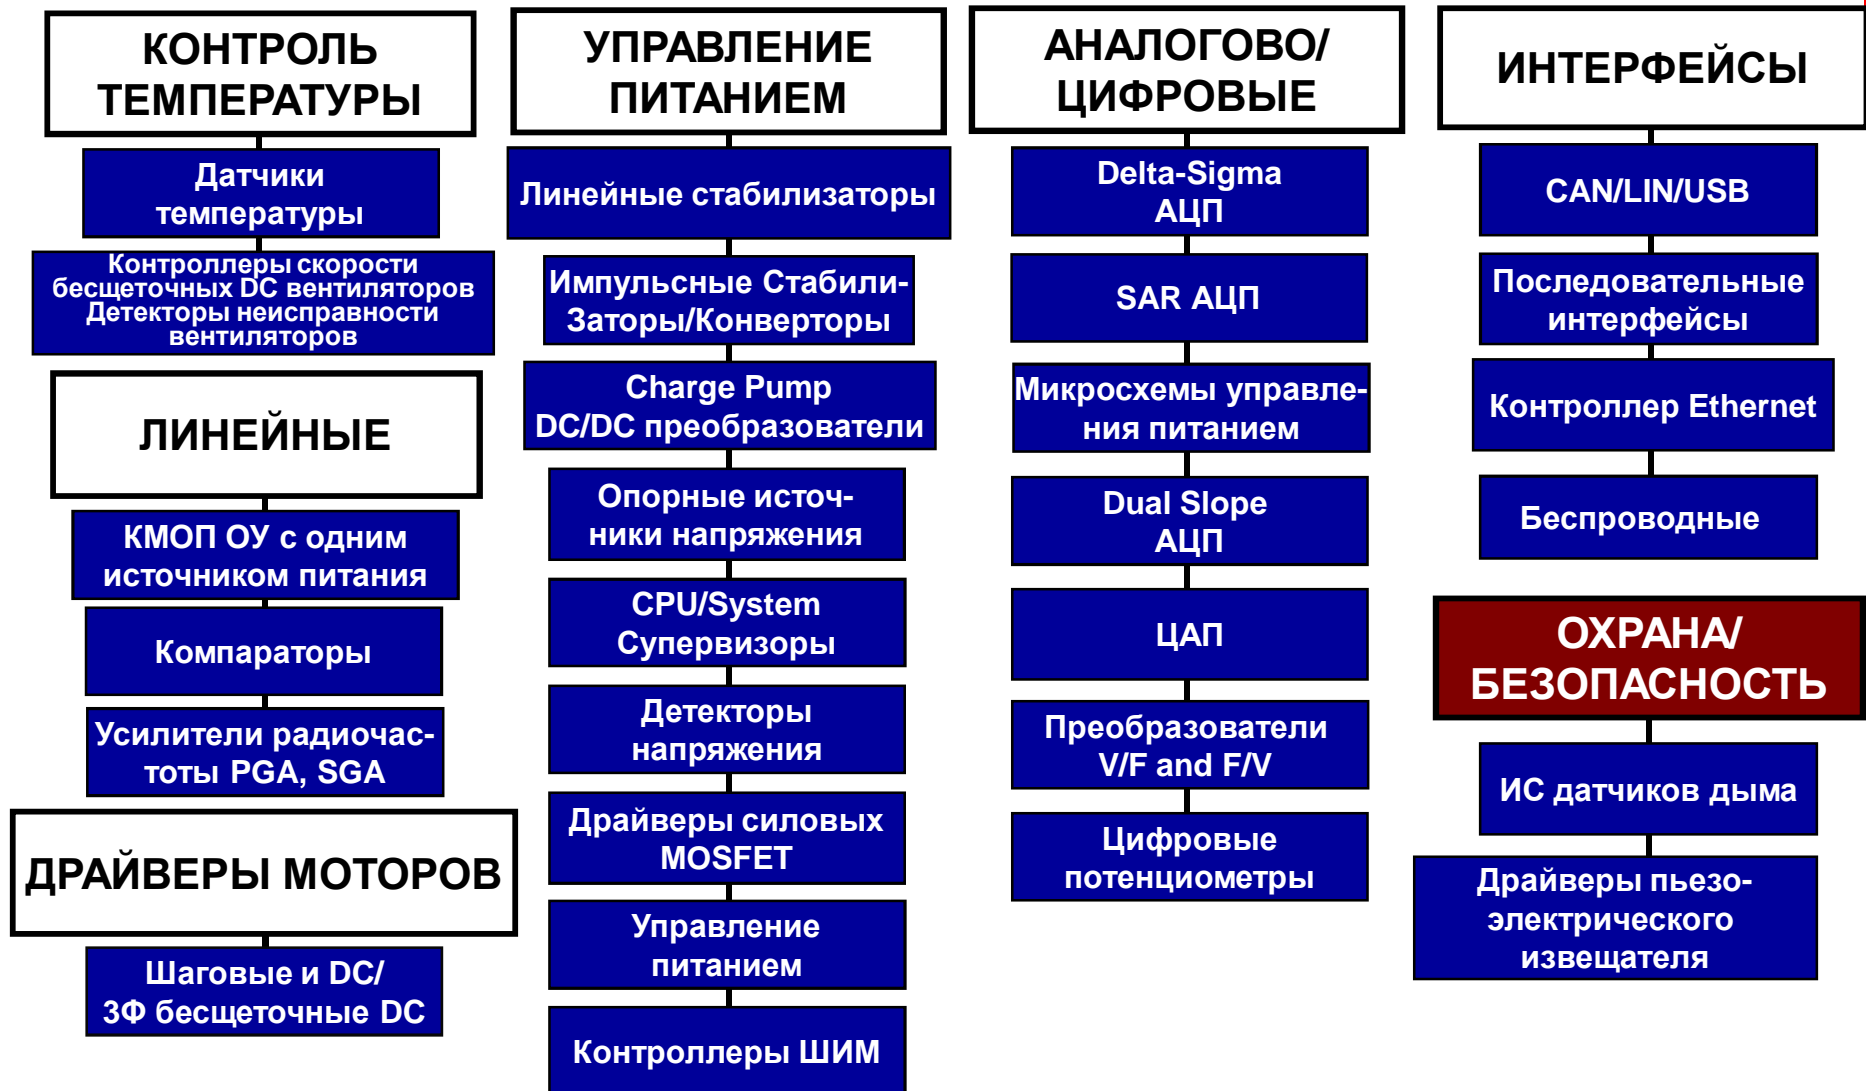 КОНТРОЛЬ
ТЕМПЕРАТУРЫ
Датчики
температуры
Контроллеры скорости
бесщеточных DC вентиляторов
Детекторы неисправности
вентиляторов
ЛИНЕЙНЫЕ
КМОП ОУ с одним
источником питания
Компараторы
Усилители радиочас-
тоты PGA, SGA
ДРАЙВЕРЫ МОТОРОВ
Шаговые и DC/
3Ф бесщеточные DC
УПРАВЛЕНИЕ
ПИТАНИЕМ
Линейные стабилизаторы
Импульсные Стабили-
Заторы/Конверторы
Charge Pump
DC/DC преобразователи
Опорные источ-
ники напряжения
CPU/System
Супервизоры
Детекторы
напряжения
Драйверы силовых
MOSFET
Управление
питанием
Контроллеры ШИМ
АНАЛОГОВО/
ЦИФРОВЫЕ
Delta-Sigma
АЦП
SAR АЦП
Микросхемы управле-
ния питанием
Dual Slope
АЦП
ЦАП
Преобразователи
V/F and F/V
Цифровые
потенциометры
ИНТЕРФЕЙСЫ
CAN/LIN/USB
Последовательные
интерфейсы
Контроллер Ethernet
Беспроводные
ОХРАНА/
БЕЗОПАСНОСТЬ
ИС датчиков дыма
Драйверы пьезо-
электрического
извещателя